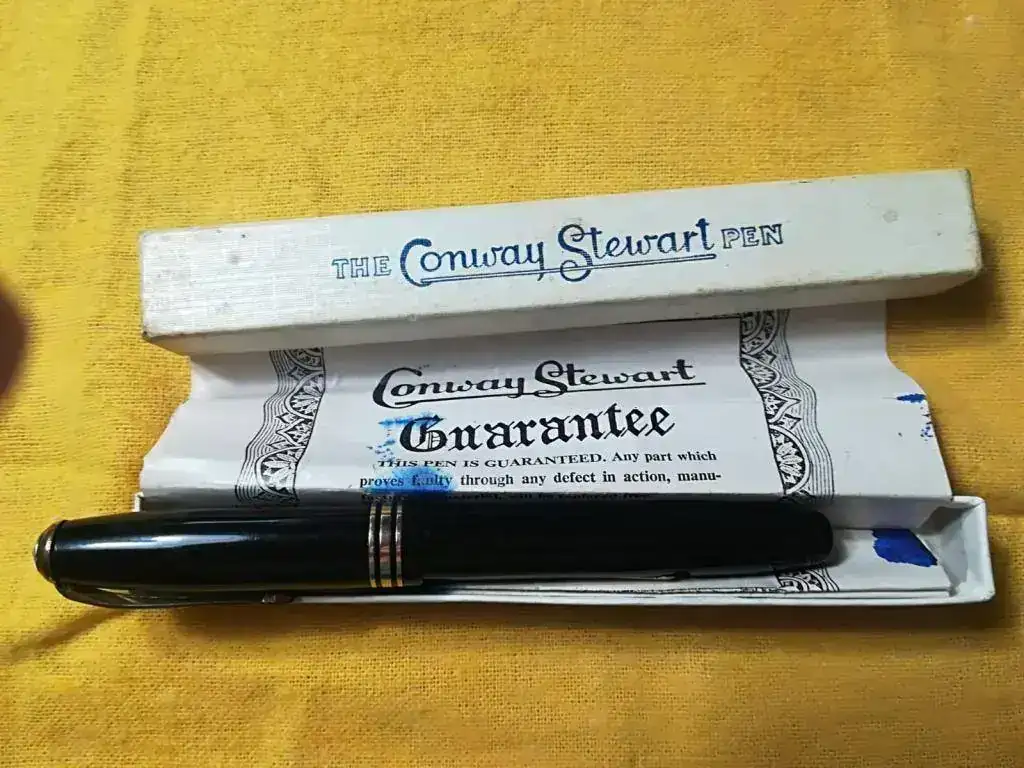 THE Conway Stewart PEN
Conway Stewart
Guarantee
THIS PEN IS GUARANTEED. Any part which
proves faulty through any defect in action, manu-